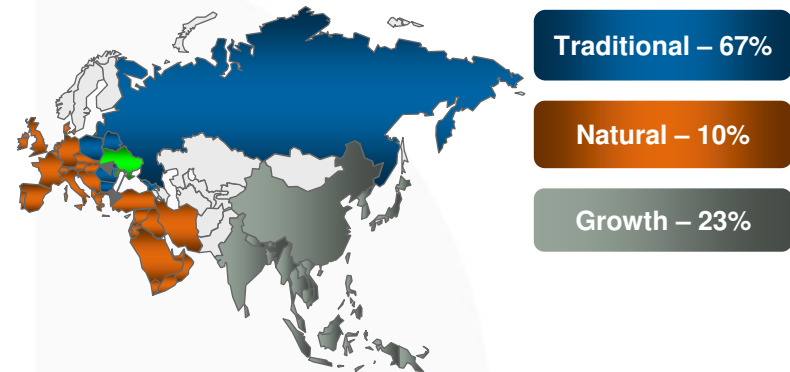 Traditional – 67%
Natural – 10%
Growth – 23%